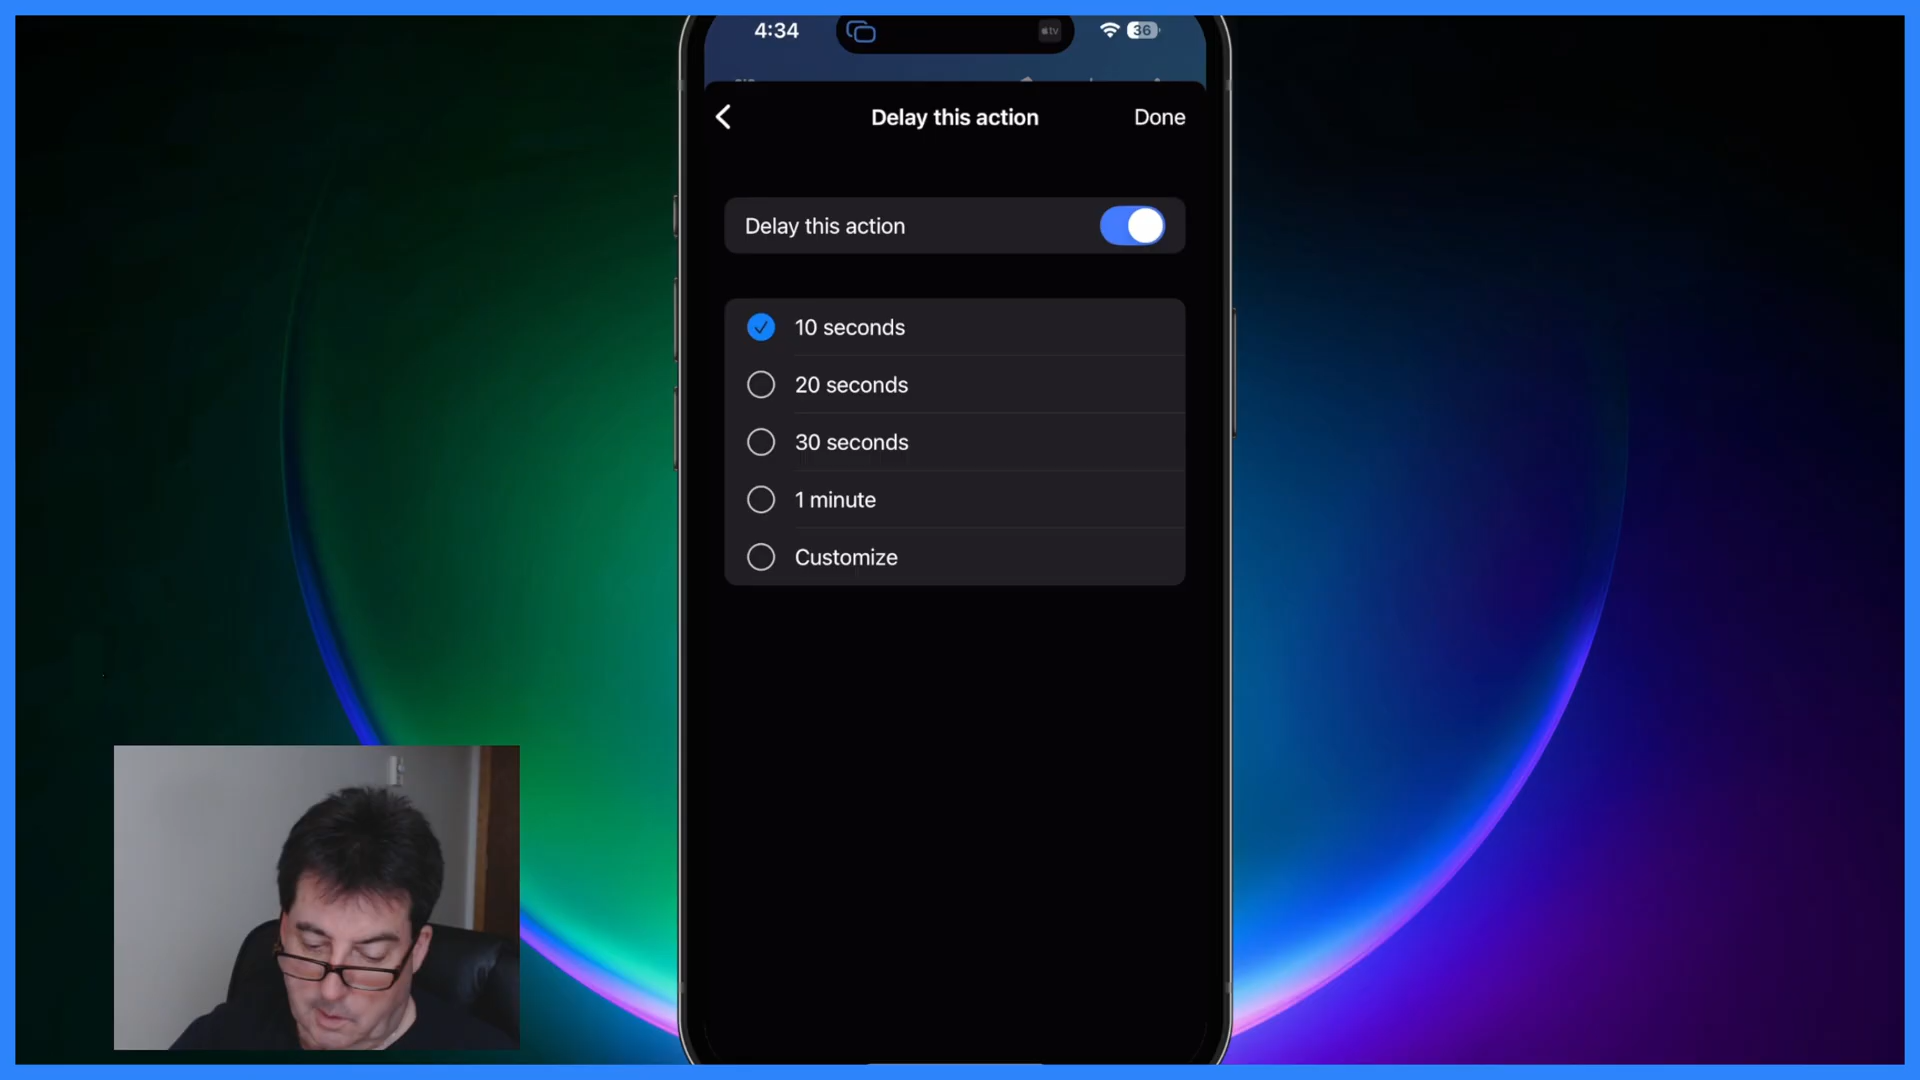 4:34
tv
36
Delay this action
Done
Delay this action
10 seconds
20 seconds
30 seconds
1 minute
Customize